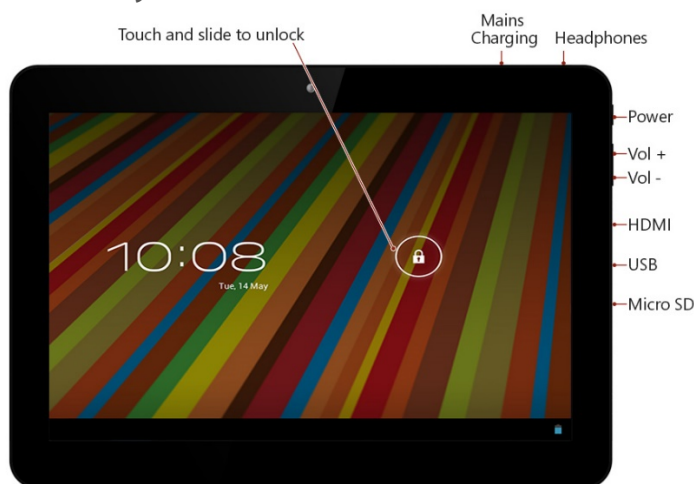 Touch and slide to unlock
Mains
Charging
Headphones
Power
Vol +
Vol -
HDMI
USB
Micro SD
10:08
Tue, 14 May